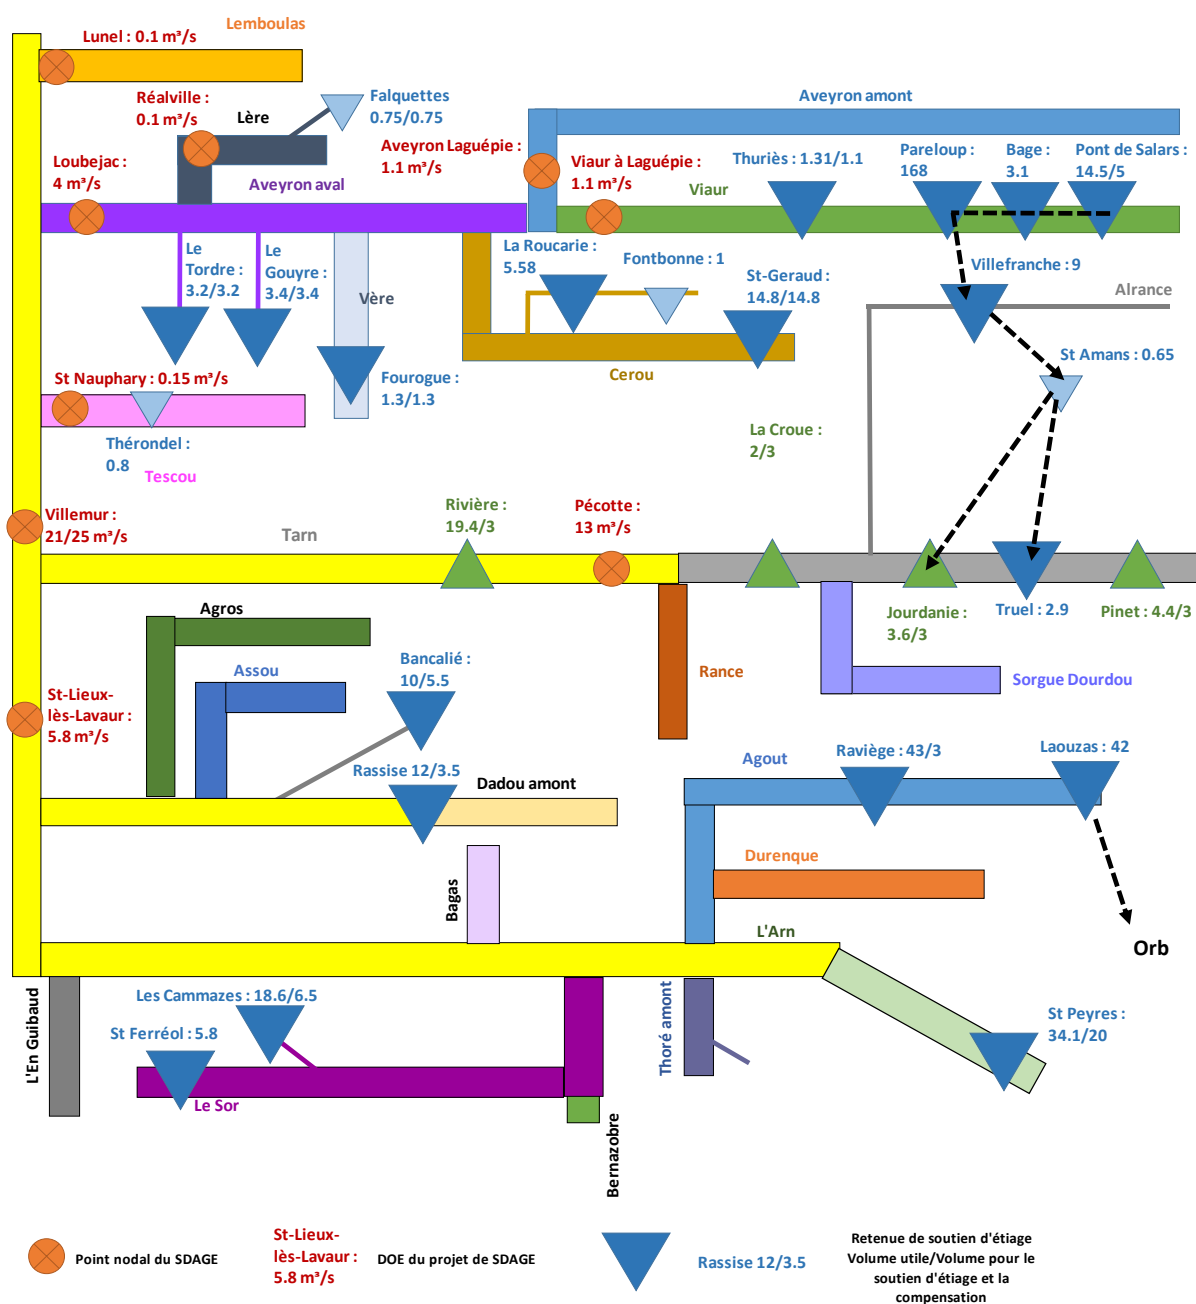 Lemboulas
Lunel : 0.1 m³/s
Réalville :
0.1 m³/s
Lère
Falquettes
0.75/0.75
Aveyron amont
Loubejac :
4 m³/s
Aveyron aval
Aveyron Laguépie :
1.1 m³/s
Viaur à Laguépie :
1.1 m³/s
Viaur
Thuriès : 1.31/1.1
Pareloup :
168
Bage :
3.1
Pont de Salars :
14.5/5
Le
Tordre :
3.2/3.2
Le
Gouyre :
3.4/3.4
Vère
La Roucarie :
5.58
Fontbonne : 1
St-Geraud :
14.8/14.8
Villefranche : 9
Alrance
St Amans : 0.65
St Nauphary : 0.15 m³/s
Fourogue :
1.3/1.3
Cerou
Thérondel :
0.8
Tescou
La Croue :
2/3
Villemur :
21/25 m³/s
Tarn
Rivière :
19.4/3
Pécotte :
13 m³/s
Jourdanie :
3.6/3
Truel : 2.9
Pinet : 4.4/3
Agros
Assou
Bancalié :
10/5.5
Rance
Sorgue Dourdou
St-Lieux-
lès-Lavaur :
5.8 m³/s
Rassise 12/3.5
Dadou amont
Agout
Raviège : 43/3
Laouzas : 42
Durenque
Bagas
L'Arn
Orb
L'En Guibaud
Les Cammazes : 18.6/6.5
St Ferréol : 5.8
Le Sor
Thoré amont
St Peyres :
34.1/20
Bernazobre
Point nodal du SDAGE
St-Lieux-
lès-Lavaur :
5.8 m³/s
DOE du projet de SDAGE
Rassise 12/3.5
Retenue de soutien d'étiage
Volume utile/Volume pour le
soutien d'étiage et la
compensation